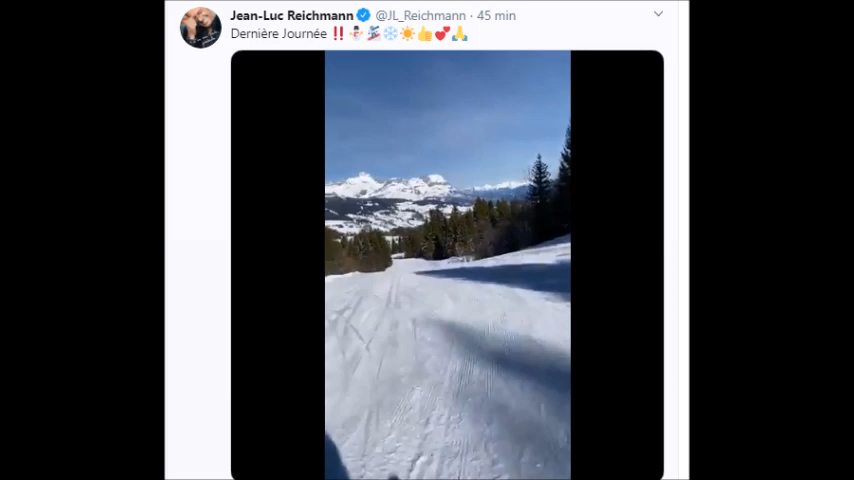 Jean-Luc Reichmann @JL_Reichmann · 45 min
Dernière Journée ‼️ ⛄🏂❄️☀️👍💕🙏